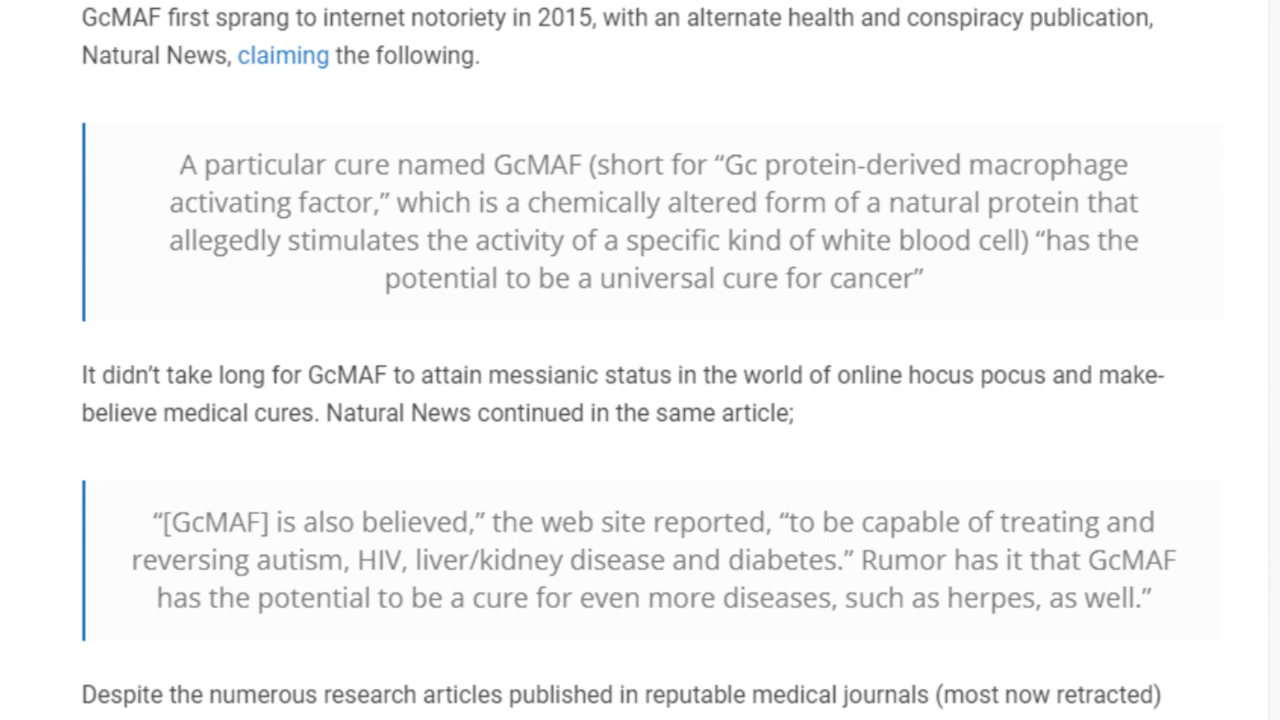 GcMAF first sprang to internet notoriety in 2015, with an alternate health and conspiracy publication,
Natural News, claiming the following.
A particular cure named GcMAF (short for “Gc protein-derived macrophage
activating factor,” which is a chemically altered form of a natural protein that
allegedly stimulates the activity of a specific kind of white blood cell) “has the
potential to be a universal cure for cancer”
It didn’t take long for GcMAF to attain messianic status in the world of online hocus pocus and make-
believe medical cures. Natural News continued in the same article;
“[GcMAF] is also believed,” the web site reported, “to be capable of treating and
reversing autism, HIV, liver/kidney disease and diabetes.” Rumor has it that GcMAF
has the potential to be a cure for even more diseases, such as herpes, as well.”
Despite the numerous research articles published in reputable medical journals (most now retracted)